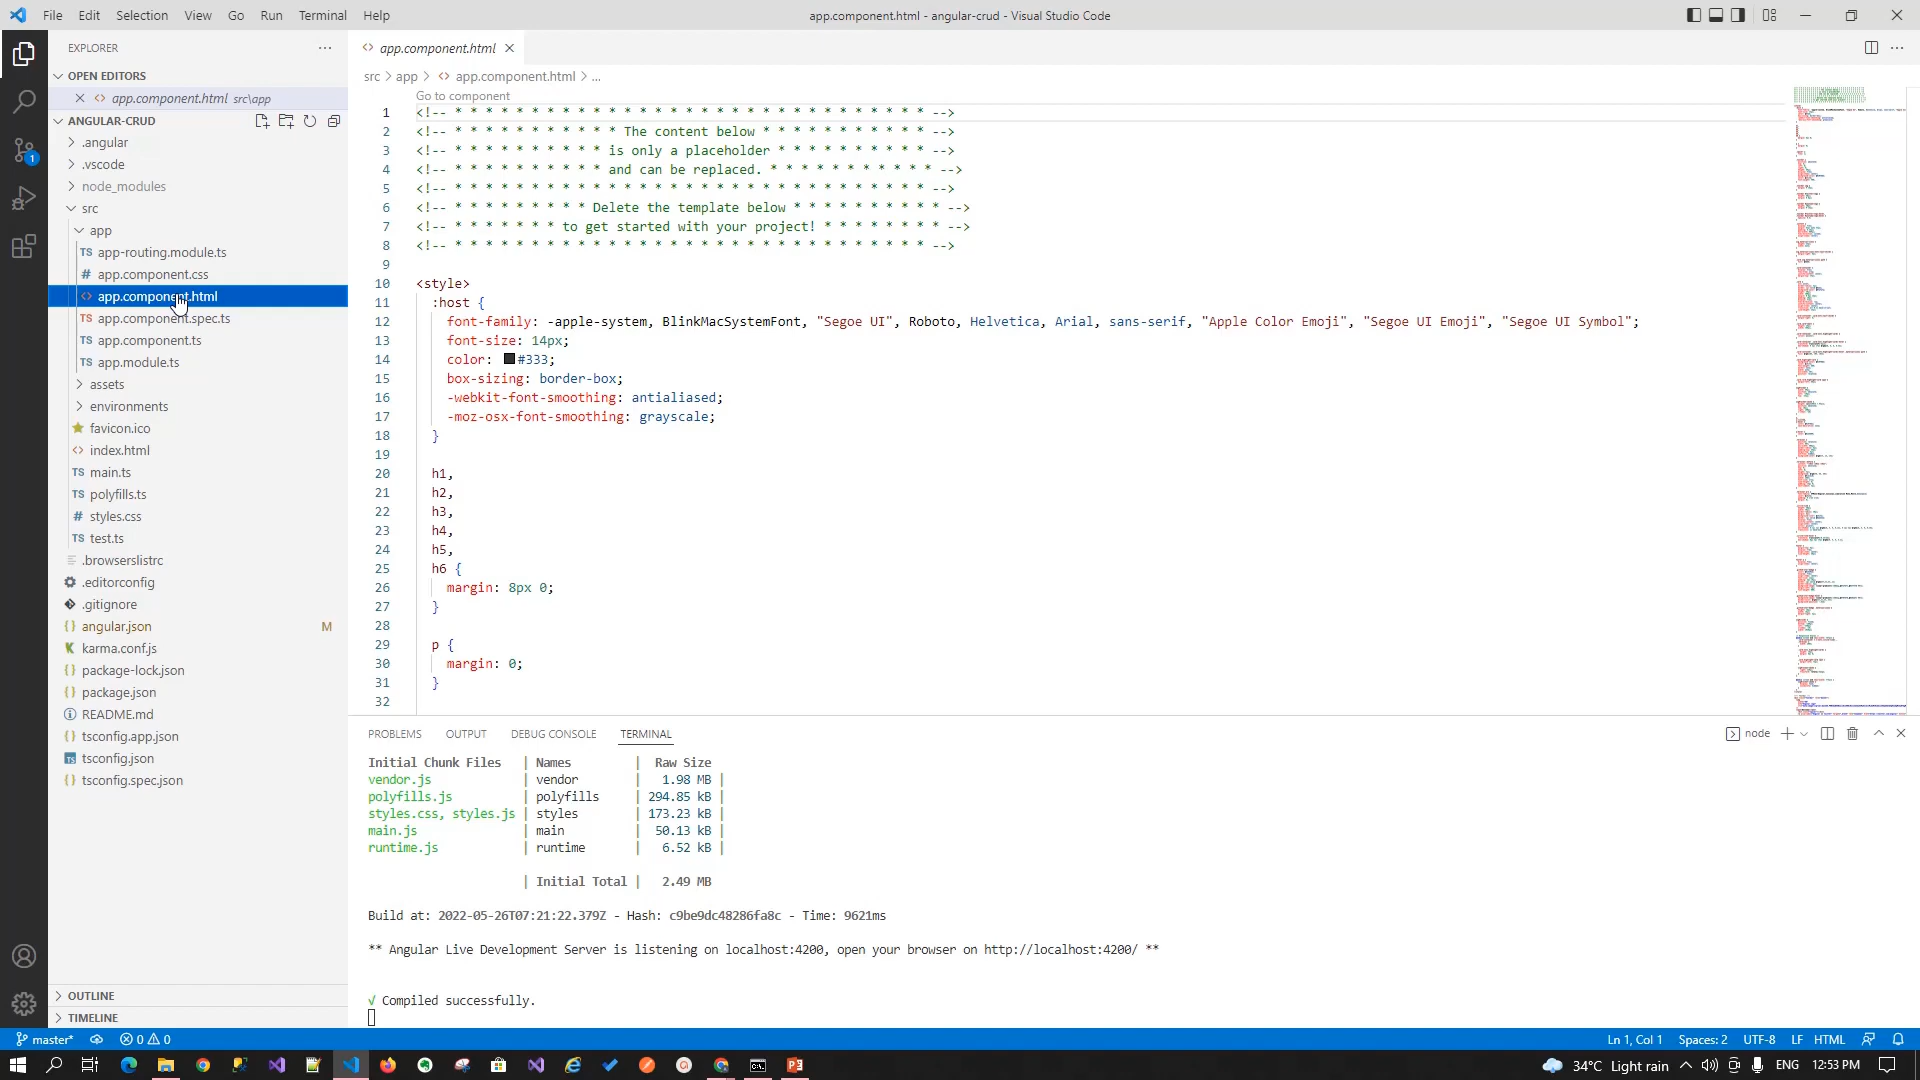 File Edit Selection View Go Run Terminal Help
app.component.html - angular-crud - Visual Studio Code
EXPLORER
OPEN EDITORS
app.component.html src\app
ANGULAR-CRUD
.angular
.vscode
node_modules
src
app
TS app-routing.module.ts
# app.component.css
<> app.component.html
TS app.component.spec.ts
TS app.component.ts
TS app.module.ts
assets
environments
favicon.ico
<> index.html
TS main.ts
TS polyfills.ts
# styles.css
TS test.ts
.browserslistrc
.editorconfig
.gitignore
{} angular.json M
karma.conf.js
{} package-lock.json
{} package.json
README.md
{} tsconfig.app.json
TS tsconfig.json
{} tsconfig.spec.json
OUTLINE
TIMELINE
<> app.component.html
src > app > <> app.component.html > ...
Go to component
1 <!-- * * * * * * * * * * * * * * * * * * * * * * * * * * * * * * * -->
2 <!-- * * * * * * * * * * * The content below * * * * * * * * * * * -->
3 <!-- * * * * * * * * * * is only a placeholder * * * * * * * * * * -->
4 <!-- * * * * * * * * * * and can be replaced. * * * * * * * * * * * -->
5 <!-- * * * * * * * * * * * * * * * * * * * * * * * * * * * * * * * -->
6 <!-- * * * * * * * * * Delete the template below * * * * * * * * * * -->
7 <!-- * * * * * * * to get started with your project! * * * * * * * * -->
8 <!-- * * * * * * * * * * * * * * * * * * * * * * * * * * * * * * * -->
9
10 <style>
11 :host {
12 font-family: -apple-system, BlinkMacSystemFont, "Segoe UI", Roboto, Helvetica, Arial, sans-serif, "Apple Color Emoji", "Segoe UI Emoji", "Segoe UI Symbol";
13 font-size: 14px;
14 color: #333;
15 box-sizing: border-box;
16 -webkit-font-smoothing: antialiased;
17 -moz-osx-font-smoothing: grayscale;
18 }
19
20 h1,
21 h2,
22 h3,
23 h4,
24 h5,
25 h6 {
26 margin: 8px 0;
27 }
28
29 p {
30 margin: 0;
31 }
32
PROBLEMS OUTPUT DEBUG CONSOLE TERMINAL
node
Initial Chunk Files | Names | Raw Size
vendor.js | vendor | 1.98 MB |
polyfills.js | polyfills | 294.85 kB |
styles.css, styles.js | styles | 173.23 kB |
main.js | main | 50.13 kB |
runtime.js | runtime | 6.52 kB |
| Initial Total | 2.49 MB
Build at: 2022-05-26T07:21:22.379Z - Hash: c9be9dc48286fa8c - Time: 9621ms
** Angular Live Development Server is listening on localhost:4200, open your browser on http://localhost:4200/ **
√ Compiled successfully.
1
master* 0 0
Ln 1, Col 1 Spaces: 2 UTF-8 LF HTML
34°C Light rain ENG 12:53 PM